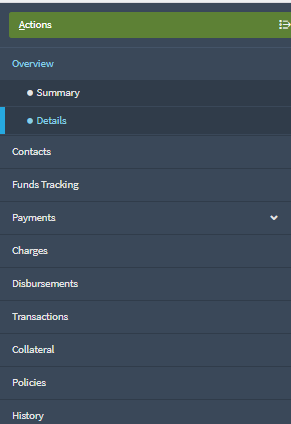 Actions
Overview
Summary
Details
Contacts
Funds Tracking
Payments
Charges
Disbursements
Transactions
Collateral
Policies
History